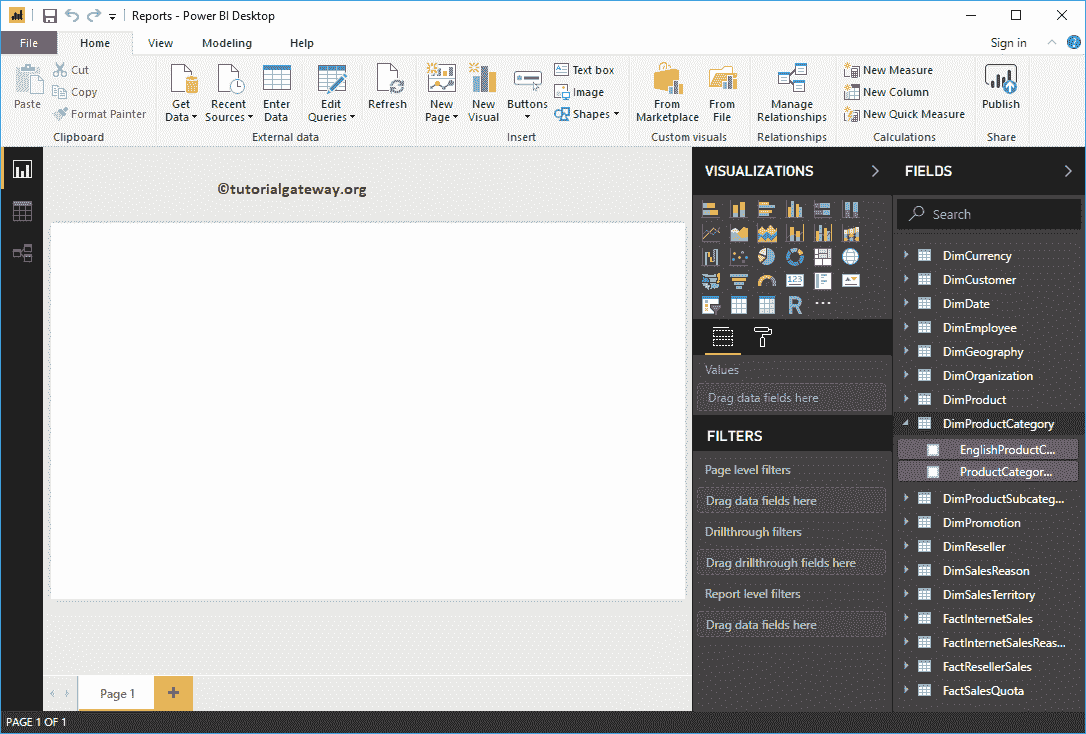 Reports - Power BI Desktop
File Home View Modeling Help Sign in
Paste
Cut
Copy
Format Painter
Clipboard
Get Data
Recent Sources
Enter Data
Edit Queries
External data
Refresh
New Page
New Visual
Buttons
Text box
Image
Shapes
Insert
From Marketplace
From File
Custom visuals
Manage Relationships
Relationships
New Measure
New Column
New Quick Measure
Calculations
Publish
Share
©tutorialgateway.org
VISUALIZATIONS
123
R
Values
Drag data fields here
FILTERS
Page level filters
Drag data fields here
Drillthrough filters
Drag drillthrough fields here
Report level filters
Drag data fields here
FIELDS
Search
DimCurrency
DimCustomer
DimDate
DimEmployee
DimGeography
DimOrganization
DimProduct
DimProductCategory
EnglishProductC...
ProductCategor...
DimProductSubcateg...
DimPromotion
DimReseller
DimSalesReason
DimSalesTerritory
FactInternetSales
FactInternetSalesReas...
FactResellerSales
FactSalesQuota
Page 1
PAGE 1 OF 1